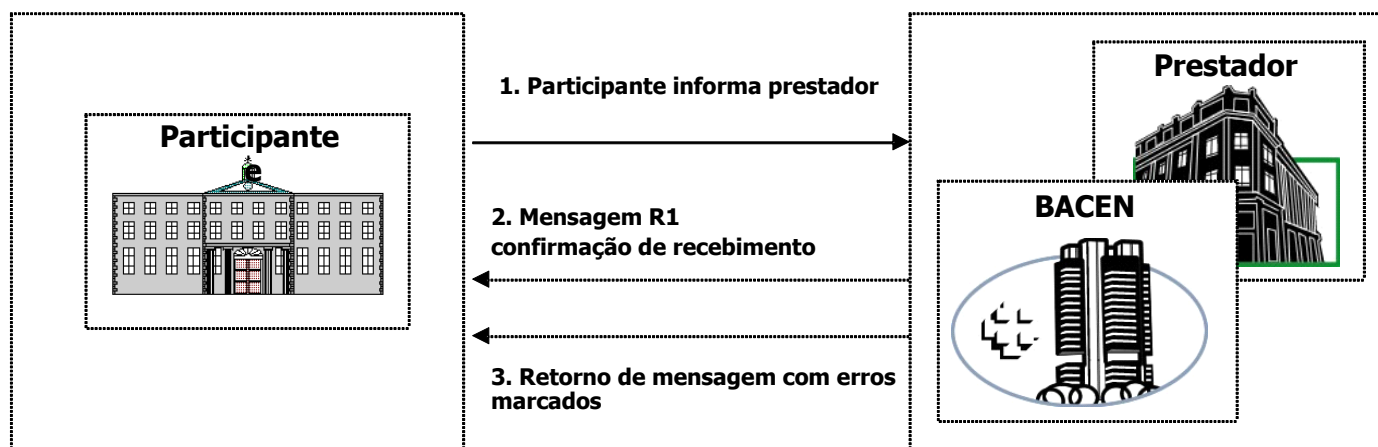 Prestador
1. Participante informa prestador
Participante
e
BACEN
2. Mensagem R1
confirmação de recebimento
3. Retorno de mensagem com erros
marcados